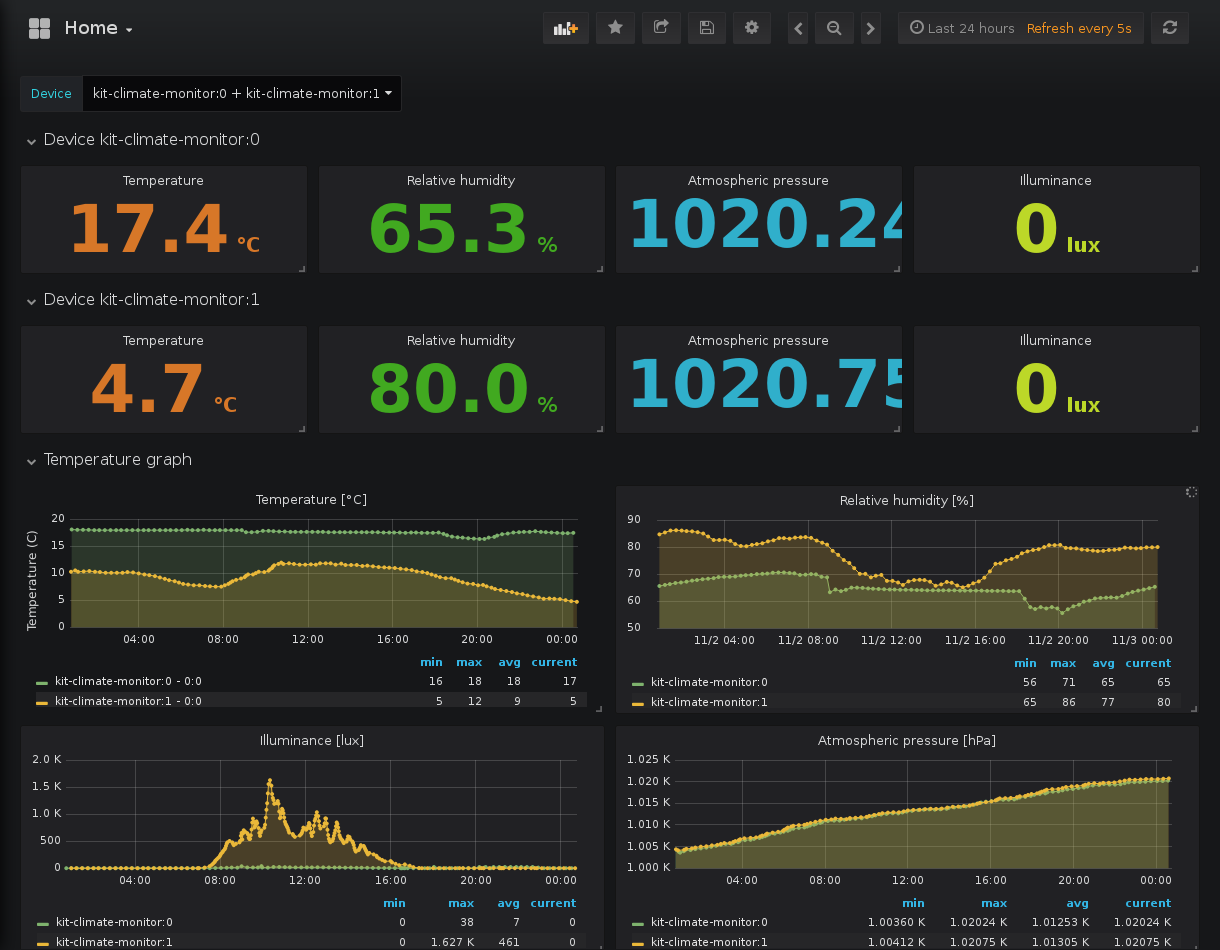 Home
Last 24 hours Refresh every 5s
Device kit-climate-monitor:0 + kit-climate-monitor:1
Device kit-climate-monitor:0
Temperature Relative humidity Atmospheric pressure Illuminance
17.4 °C 65.3 % 1020.24 0 lux
Device kit-climate-monitor:1
Temperature Relative humidity Atmospheric pressure Illuminance
4.7 °C 80.0 % 1020.75 0 lux
Temperature graph
Temperature [°C]
Temperature (C)
20
15
10
5
0
04:00 08:00 12:00 16:00 20:00 00:00
min max avg current
kit-climate-monitor:0 - 0:0 16 18 18 17
kit-climate-monitor:1 - 0:0 5 12 9 5
Relative humidity [%]
90
80
70
60
50
11/2 04:00 11/2 08:00 11/2 12:00 11/2 16:00 11/2 20:00 11/3 00:00
min max avg current
kit-climate-monitor:0 56 71 65 65
kit-climate-monitor:1 65 86 77 80
Illuminance [lux]
2.0 K
1.5 K
1.0 K
500
0
04:00 08:00 12:00 16:00 20:00 00:00
min max avg current
kit-climate-monitor:0 0 38 7 0
kit-climate-monitor:1 0 1.627 K 461 0
Atmospheric pressure [hPa]
1.025 K
1.020 K
1.015 K
1.010 K
1.005 K
1.000 K
04:00 08:00 12:00 16:00 20:00 00:00
min max avg current
kit-climate-monitor:0 1.00360 K 1.02024 K 1.01253 K 1.02024 K
kit-climate-monitor:1 1.00412 K 1.02075 K 1.01305 K 1.02075 K